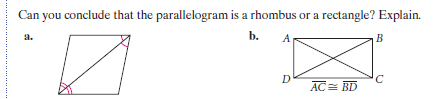 Can you conclude that the parallelogram is a rhombus or a rectangle? Explain.
a.
b.
A
B
D
C
AC ≅ BD